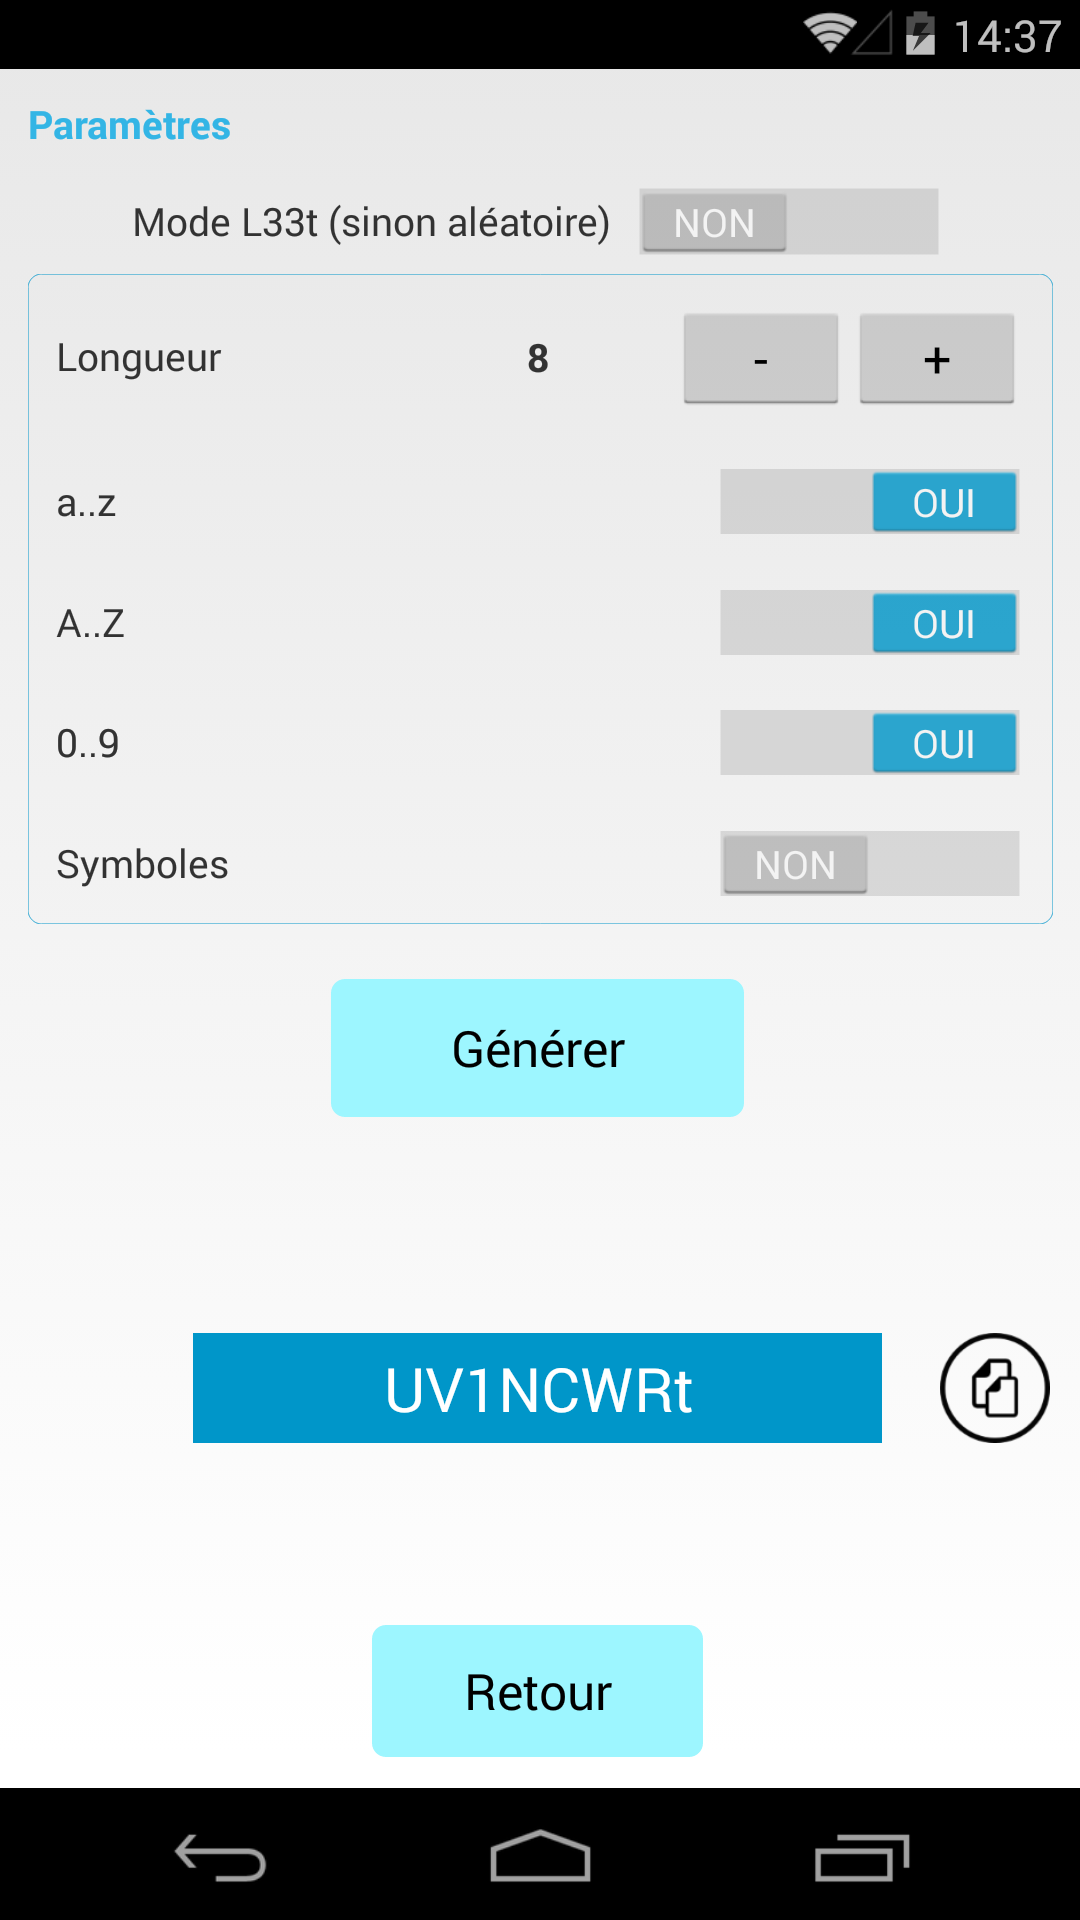 14:37
Paramètres
Mode L33t (sinon aléatoire) NON
Longueur 8 - +
a..z OUI
A..Z OUI
0..9 OUI
Symboles NON
Générer
UV1NCWRt
Retour